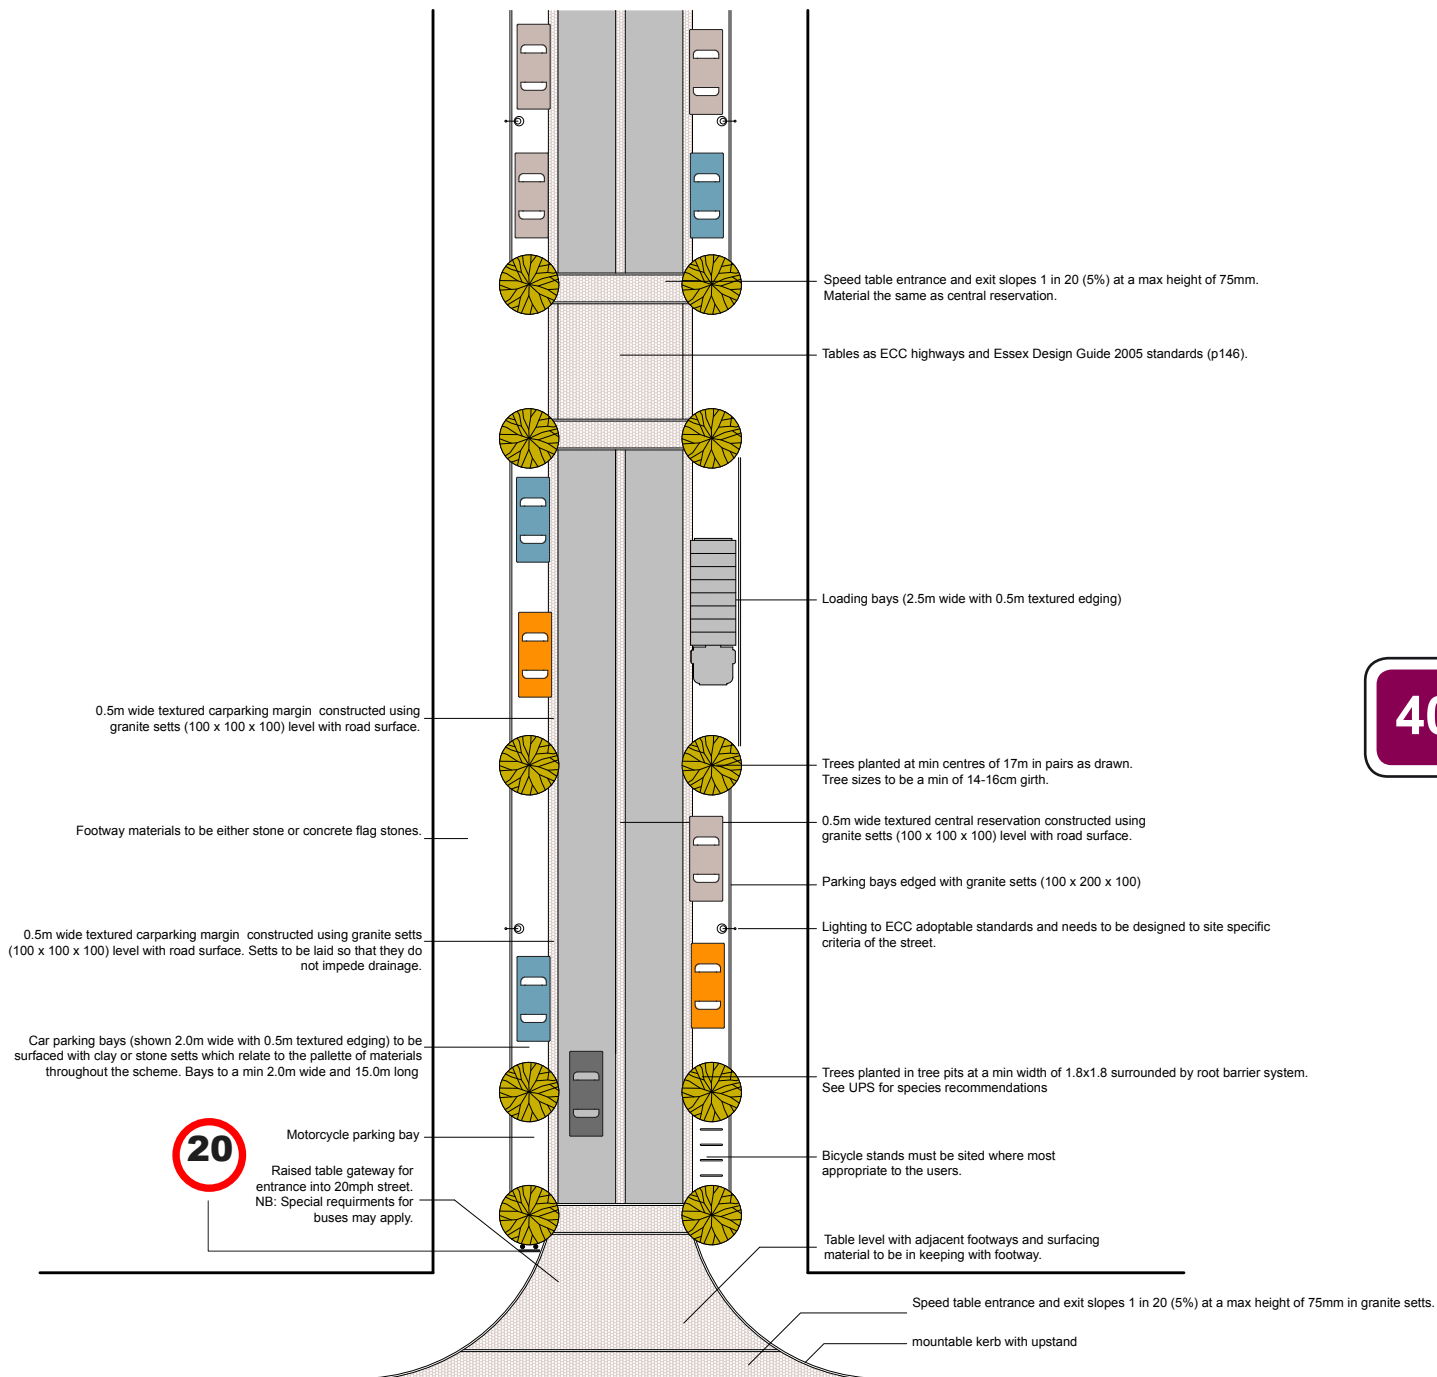 Speed table entrance and exit slopes 1 in 20 (5%) at a max height of 75mm.
Material the same as central reservation.
Tables as ECC highways and Essex Design Guide 2005 standards (p146).
Loading bays (2.5m wide with 0.5m textured edging)
40
0.5m wide textured carparking margin constructed using
granite setts (100 x 100 x 100) level with road surface.
Trees planted at min centres of 17m in pairs as drawn.
Tree sizes to be a min of 14-16cm girth.
Footway materials to be either stone or concrete flag stones.
0.5m wide textured central reservation constructed using
granite setts (100 x 100 x 100) level with road surface.
Parking bays edged with granite setts (100 x 200 x 100)
0.5m wide textured carparking margin constructed using granite setts
(100 x 100 x 100) level with road surface. Setts to be laid so that they do
not impede drainage.
Lighting to ECC adoptable standards and needs to be designed to site specific
criteria of the street.
Car parking bays (shown 2.0m wide with 0.5m textured edging) to be
surfaced with clay or stone setts which relate to the pallette of materials
throughout the scheme. Bays to a min 2.0m wide and 15.0m long
Trees planted in tree pits at a min width of 1.8x1.8 surrounded by root barrier system.
See UPS for species recommendations
20
Motorcycle parking bay
Bicycle stands must be sited where most
appropriate to the users.
Raised table gateway for
entrance into 20mph street.
NB: Special requirments for
buses may apply.
Table level with adjacent footways and surfacing
material to be in keeping with footway.
Speed table entrance and exit slopes 1 in 20 (5%) at a max height of 75mm in granite setts.
mountable kerb with upstand